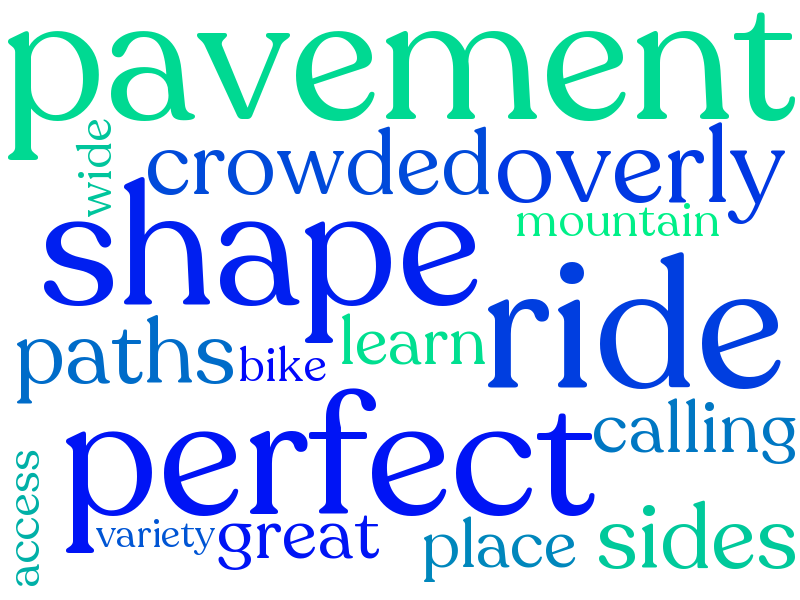 pavement
wide
crowded overly
mountain
shape
ride
paths bike learn
perfect calling
access
variety great place sides